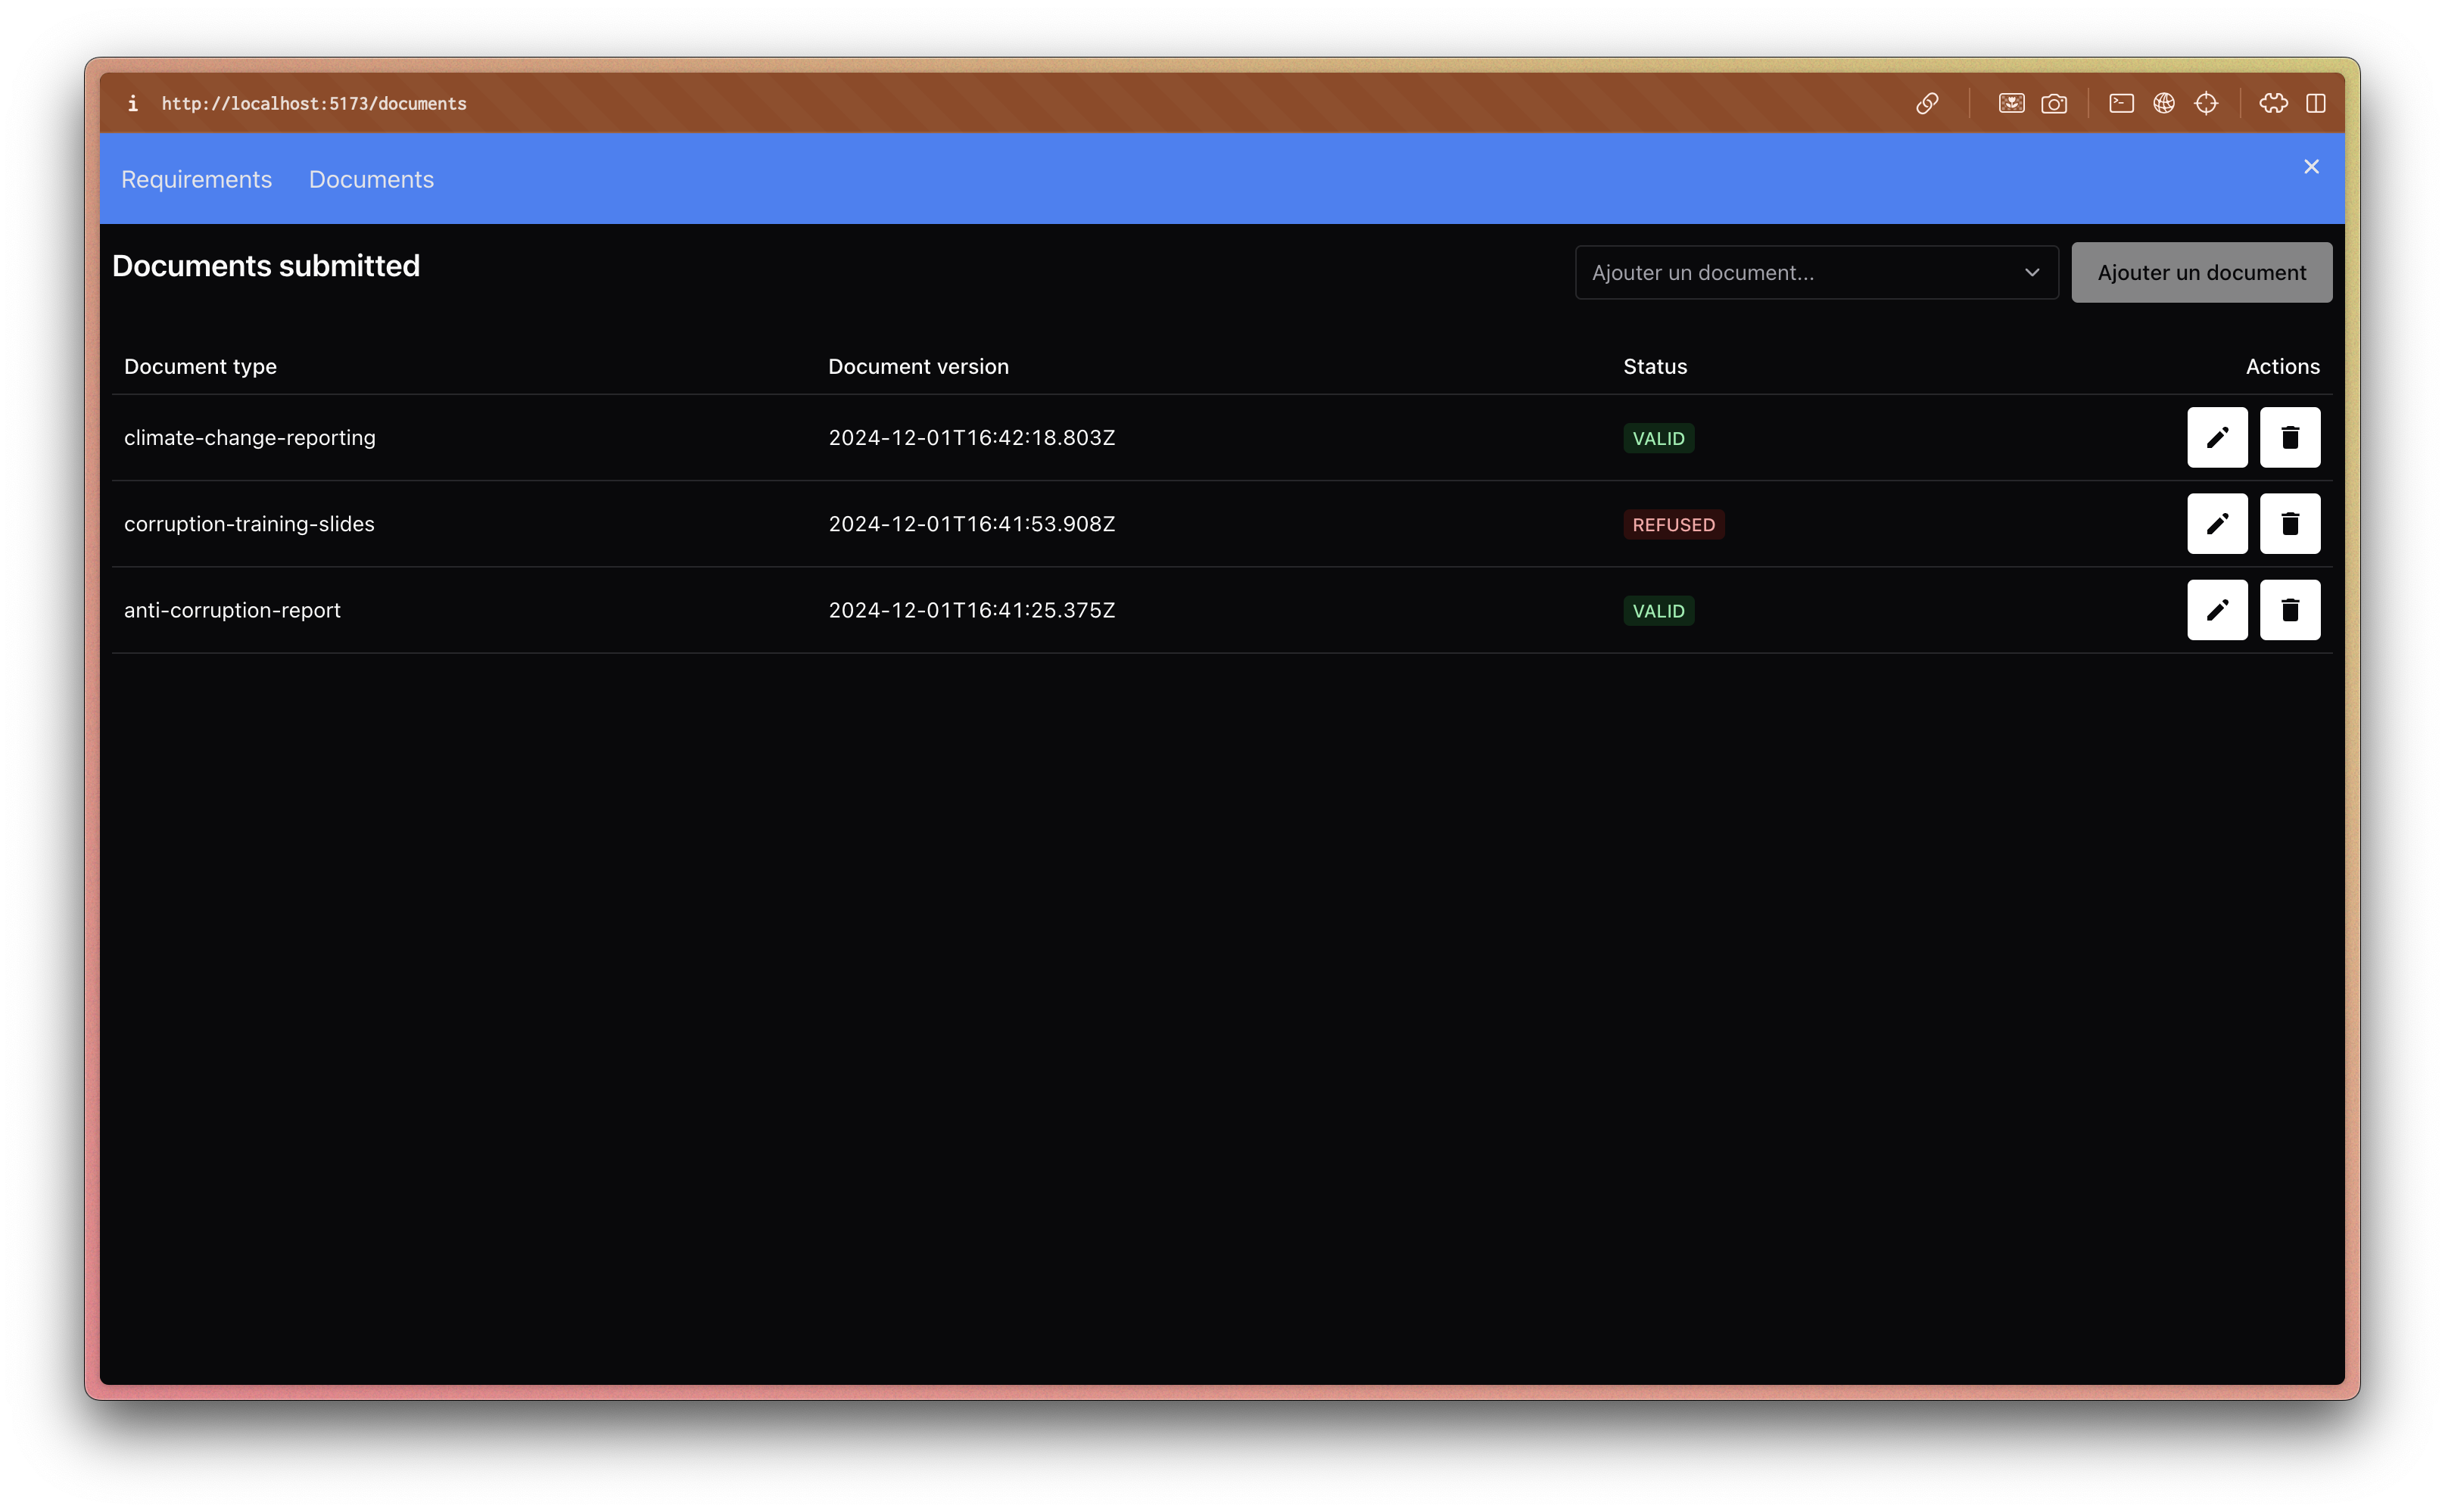 http://localhost:5173/documents
Requirements Documents
Documents submitted
Ajouter un document...
Ajouter un document
Document type Document version Status Actions
climate-change-reporting 2024-12-01T16:42:18.803Z VALID
corruption-training-slides 2024-12-01T16:41:53.908Z REFUSED
anti-corruption-report 2024-12-01T16:41:25.375Z VALID